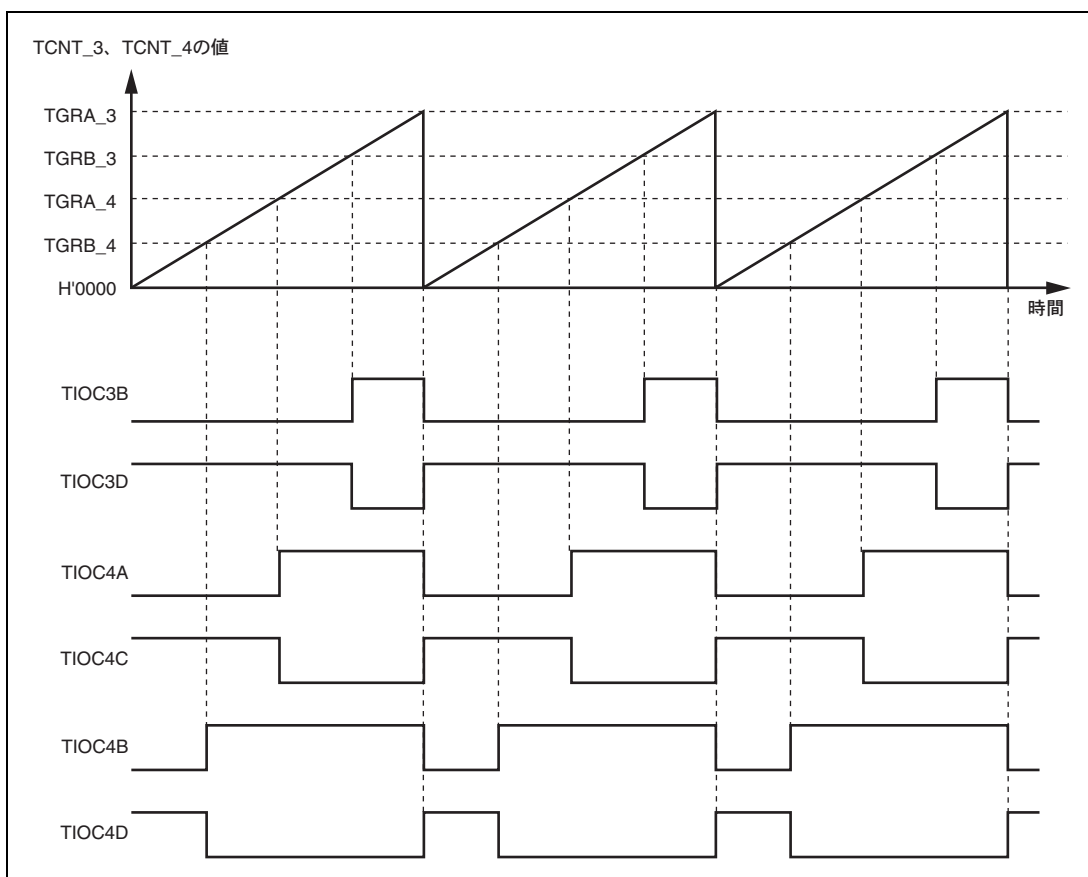 TCNT_3、TCNT_4の値
TGRA_3
TGRB_3
TGRA_4
TGRB_4
H'0000
時間
TIOC3B
TIOC3D
TIOC4A
TIOC4C
TIOC4B
TIOC4D